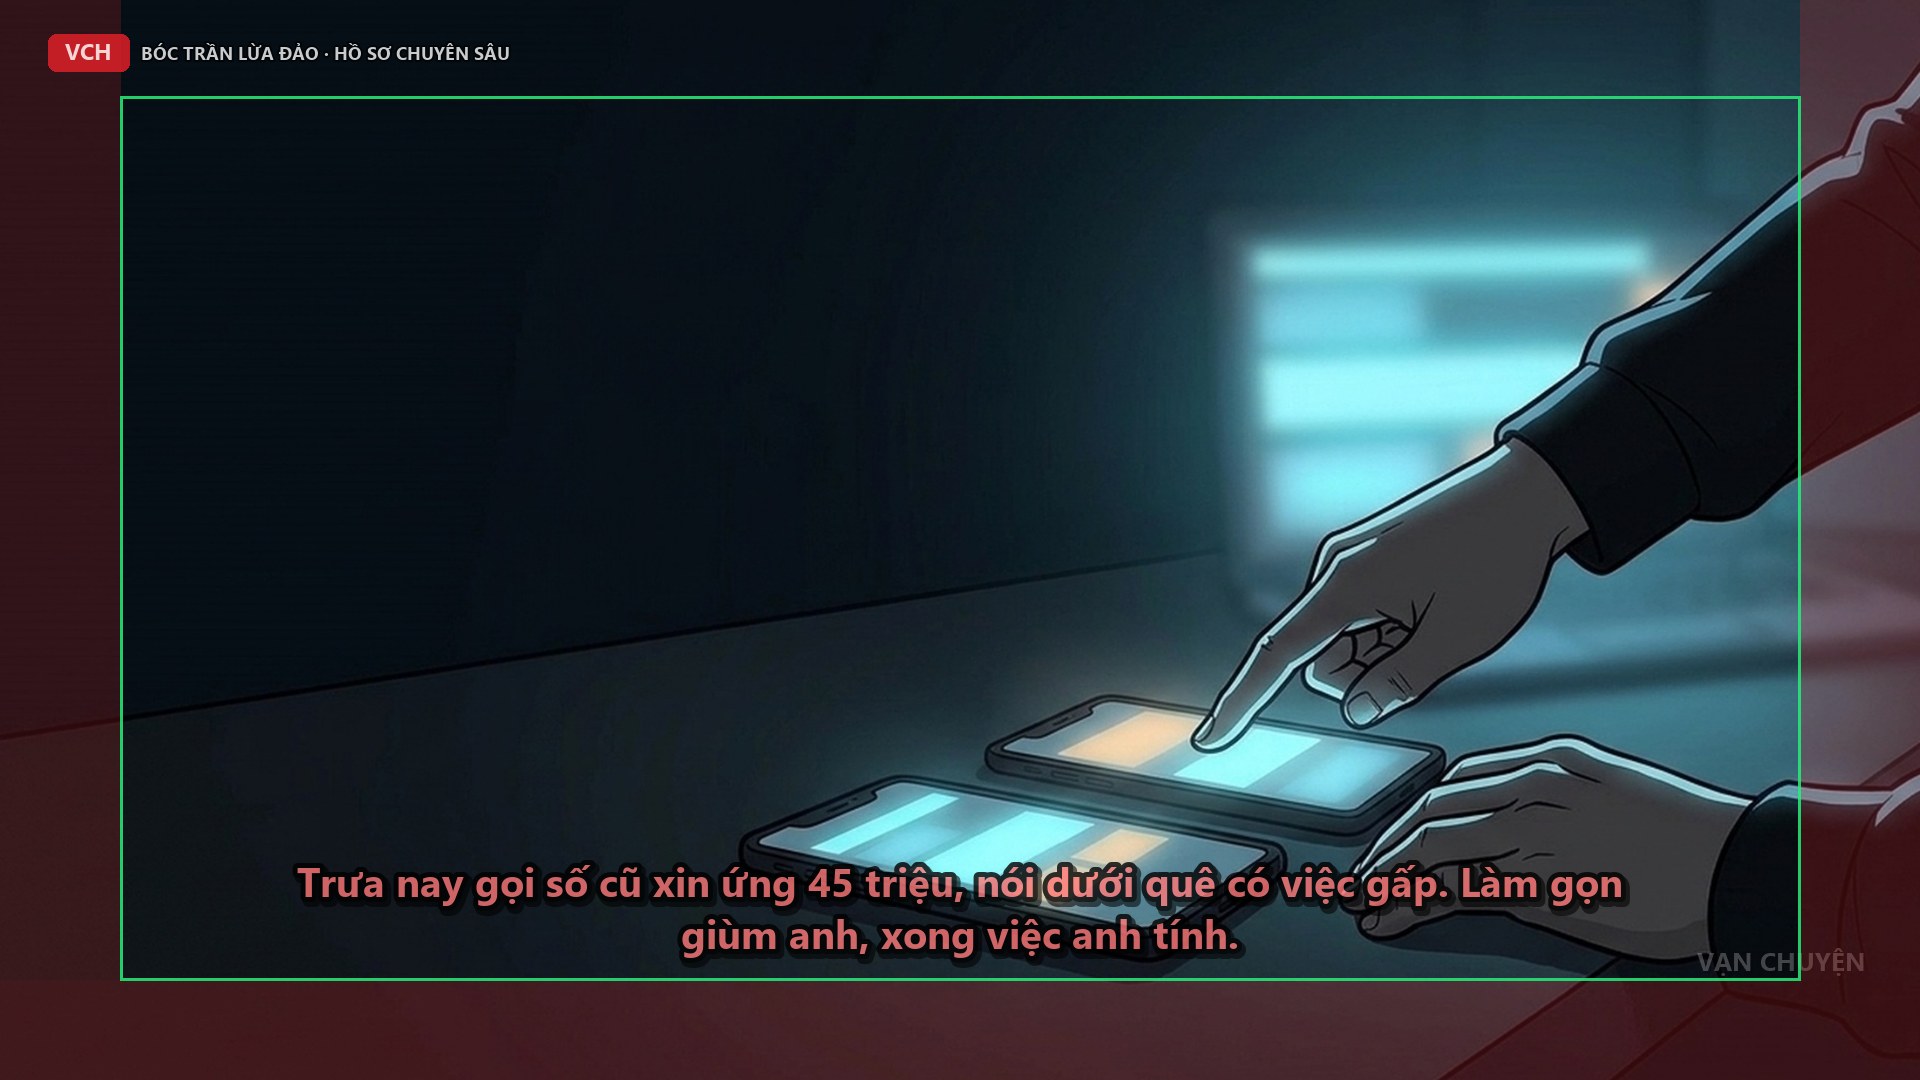 VCH BÓC TRẦN LỪA ĐẢO · HỒ SƠ CHUYÊN SÂU
Trưa nay gọi số cũ xin ứng 45 triệu, nói dưới quê có việc gấp. Làm gọn
giùm anh, xong việc anh tính.
VẠN CHUYỆN